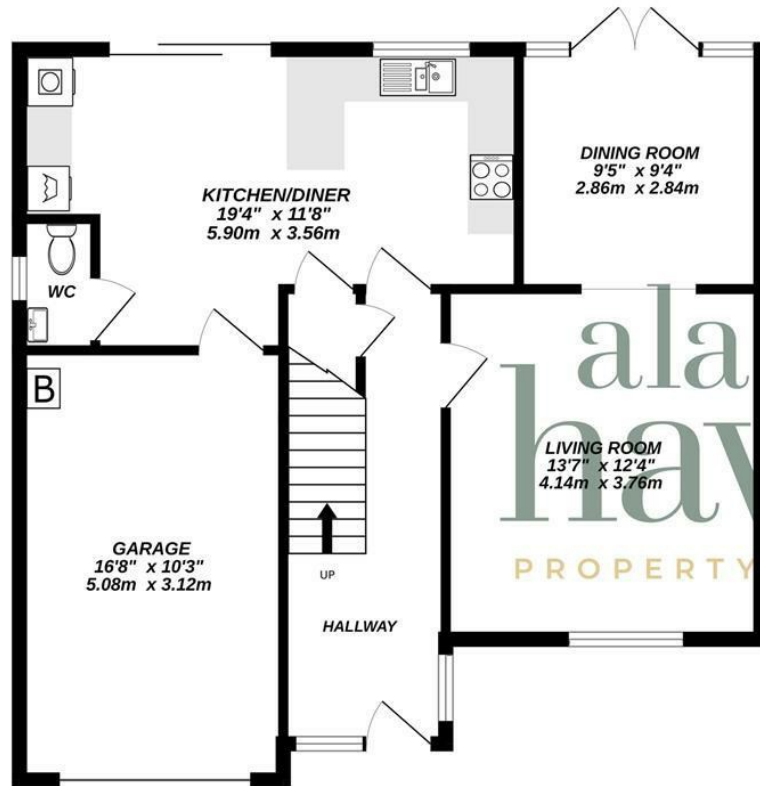 DINING ROOM
9'5" x 9'4"
2.86m x 2.84m
KITCHEN/DINER
19'4" x 11'8"
5.90m x 3.56m
WC
B
ala
hav
LIVING ROOM
13'7" x 12'4"
4.14m x 3.76m
PROPERTY
GARAGE
16'8" x 10'3"
5.08m x 3.12m
UP
HALLWAY